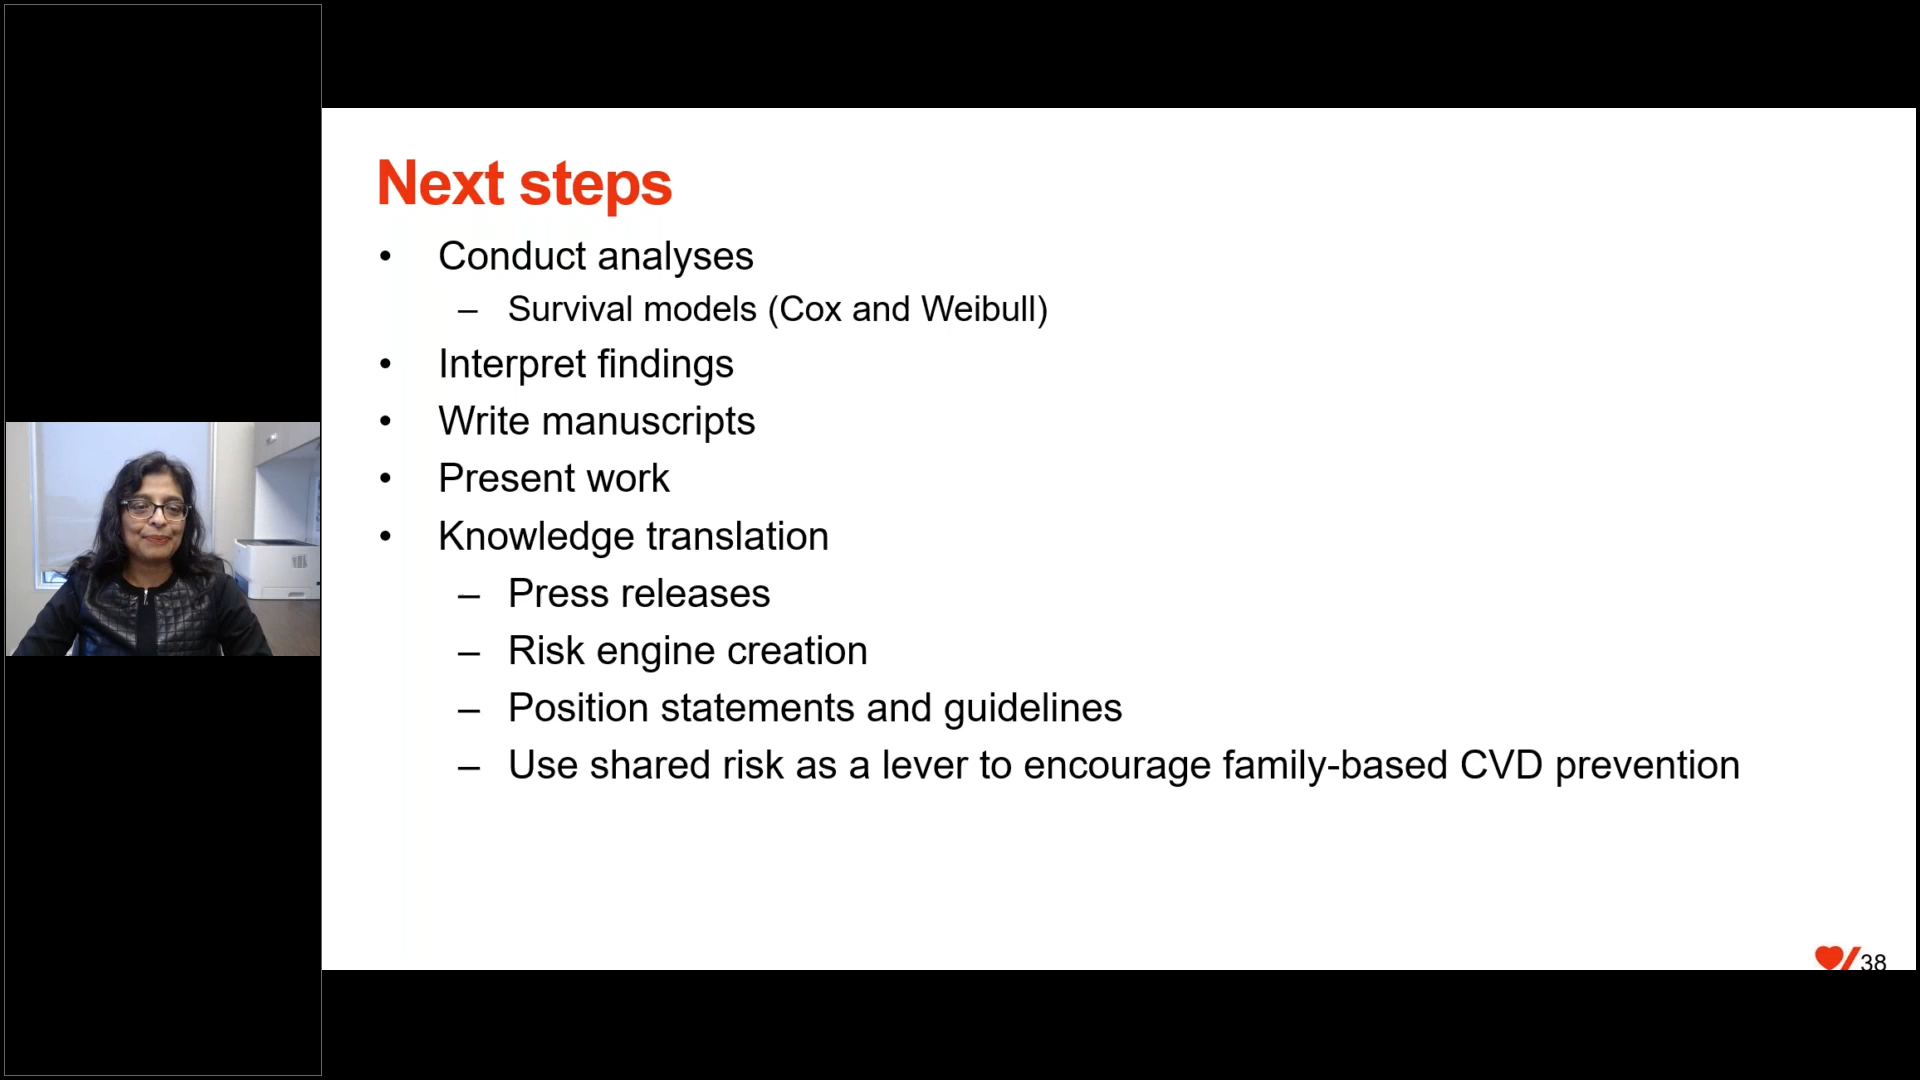 Next steps
• Conduct analyses
– Survival models (Cox and Weibull)
• Interpret findings
• Write manuscripts
• Present work
• Knowledge translation
– Press releases
– Risk engine creation
– Position statements and guidelines
– Use shared risk as a lever to encourage family-based CVD prevention
38